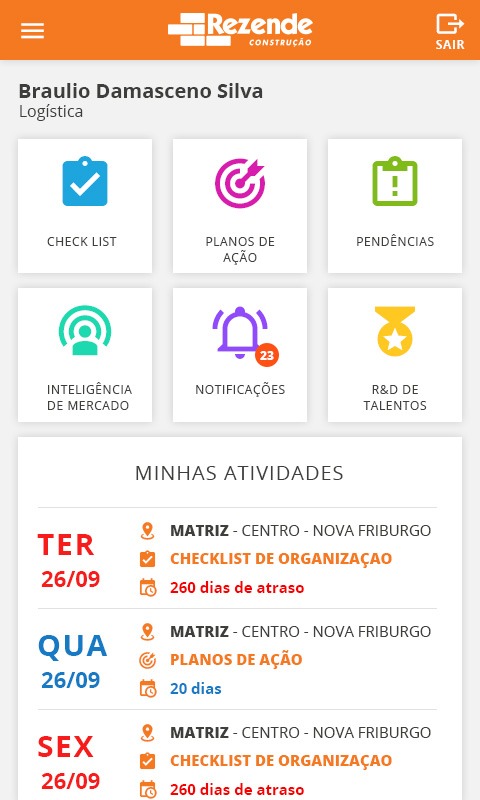 Rezende
CONSTRUÇÃO
SAIR
Braulio Damasceno Silva
Logística
CHECK LIST
PLANOS DE
AÇÃO
PENDÊNCIAS
INTELIGÊNCIA
DE MERCADO
23
NOTIFICAÇÕES
R&D DE
TALENTOS
MINHAS ATIVIDADES
TER
26/09
MATRIZ - CENTRO - NOVA FRIBURGO
CHECKLIST DE ORGANIZAÇAO
260 dias de atraso
QUA
26/09
MATRIZ - CENTRO - NOVA FRIBURGO
PLANOS DE AÇÃO
20 dias
SEX
26/09
MATRIZ - CENTRO - NOVA FRIBURGO
CHECKLIST DE ORGANIZAÇAO
260 dias de atraso